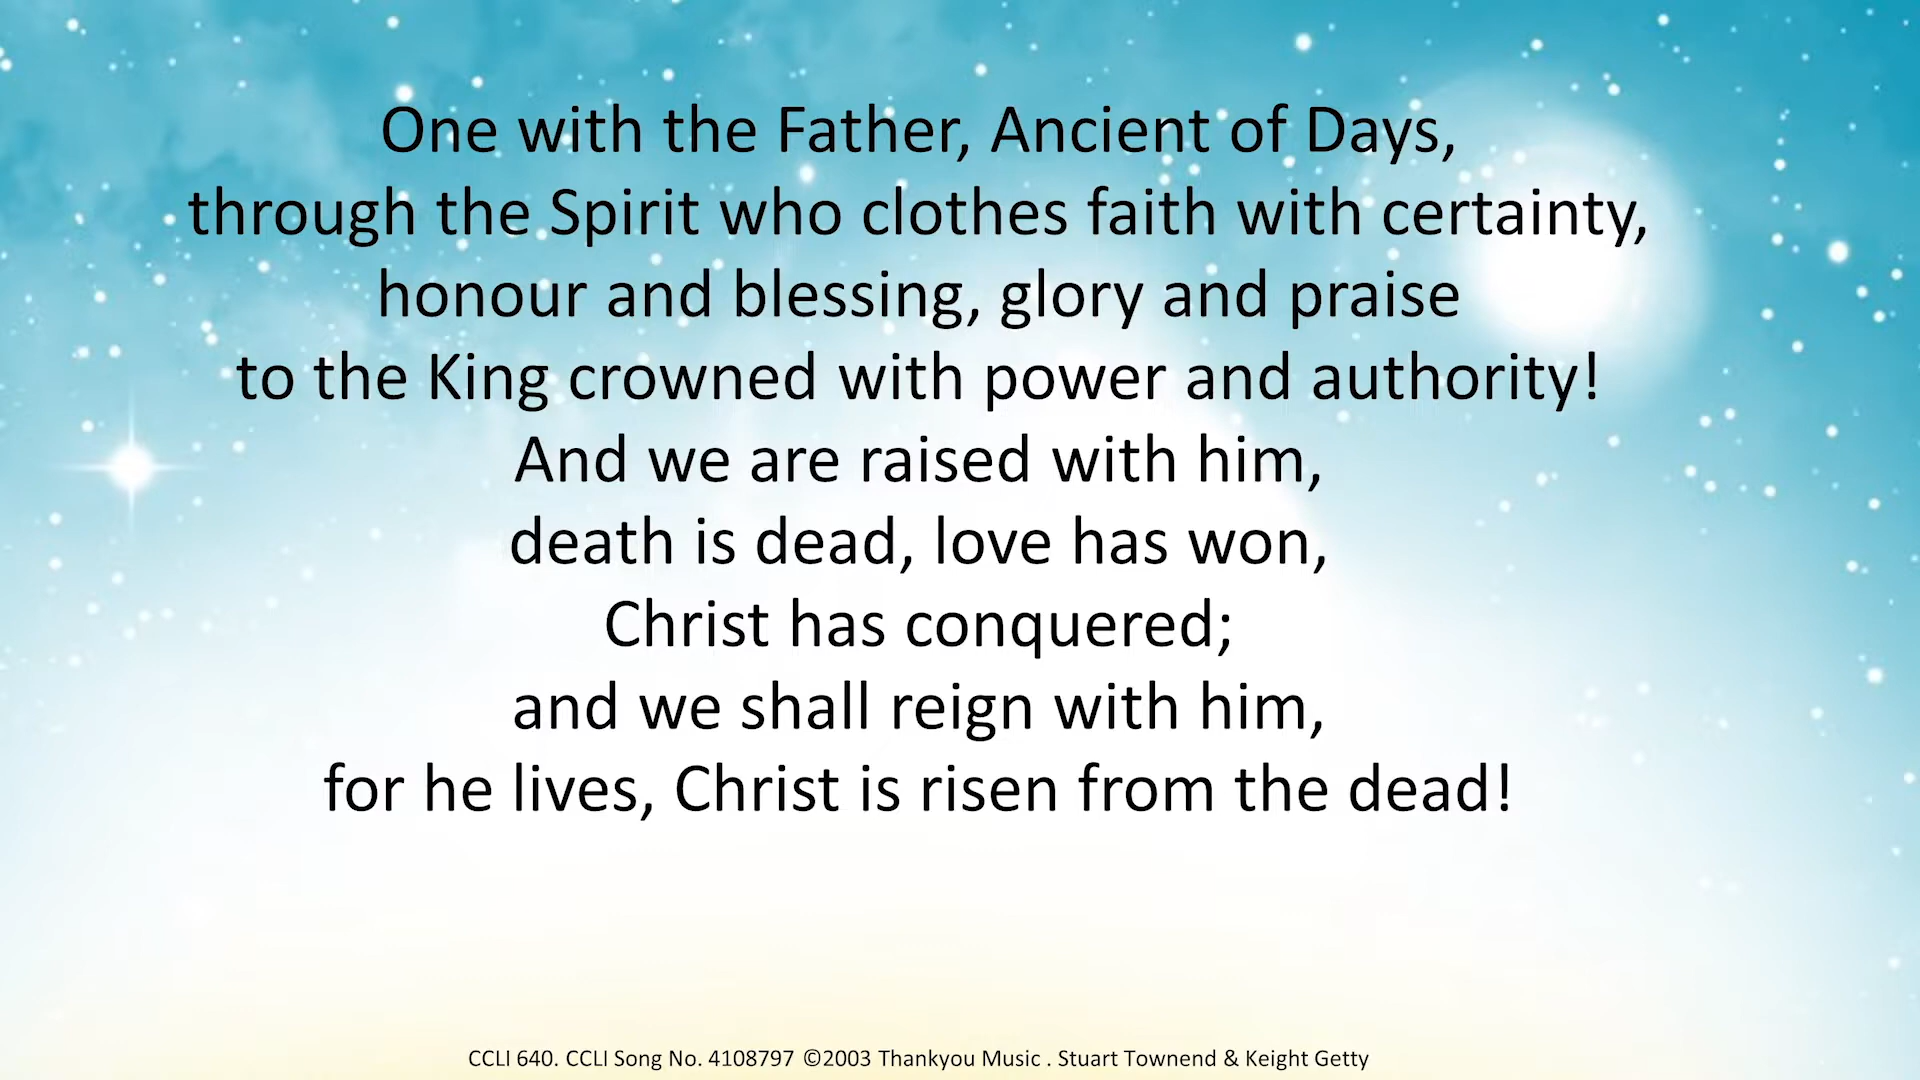 One with the Father, Ancient of Days,
through the Spirit who clothes faith with certainty,
honour and blessing, glory and praise
to the King crowned with power and authority!
And we are raised with him,
death is dead, love has won,
Christ has conquered;
and we shall reign with him,
for he lives, Christ is risen from the dead!
CCLI 640. CCLI Song No. 4108797 ©2003 Thankyou Music . Stuart Townend & Keight Getty